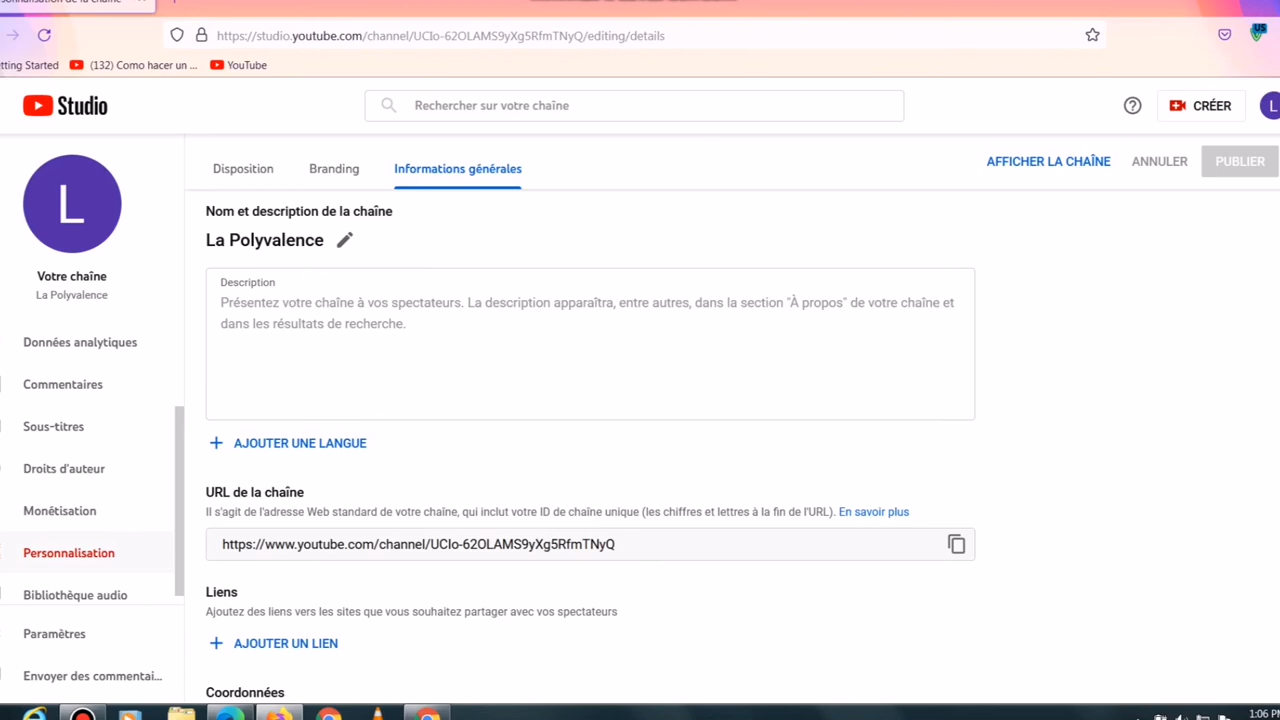 https://studio.youtube.com/channel/UCIo-62OLAMS9yXg5RfmTNyQ/editing/details
US
tting Started
(132) Como hacer un ...
YouTube
Studio
Rechercher sur votre chaîne
CRÉER
L
L
Disposition
Branding
Informations générales
AFFICHER LA CHAÎNE
ANNULER
PUBLIER
Votre chaîne
La Polyvalence
Données analytiques
Commentaires
Sous-titres
Droits d'auteur
Monétisation
Personnalisation
Bibliothèque audio
Paramètres
Envoyer des commentai...
Nom et description de la chaîne
La Polyvalence
Description
Présentez votre chaîne à vos spectateurs. La description apparaîtra, entre autres, dans la section "À propos" de votre chaîne et
dans les résultats de recherche.
AJOUTER UNE LANGUE
URL de la chaîne
Il s'agit de l'adresse Web standard de votre chaîne, qui inclut votre ID de chaîne unique (les chiffres et lettres à la fin de l'URL). En savoir plus
https://www.youtube.com/channel/UCIo-62OLAMS9yXg5RfmTNyQ
Liens
Ajoutez des liens vers les sites que vous souhaitez partager avec vos spectateurs
AJOUTER UN LIEN
Coordonnées
1:06 PM